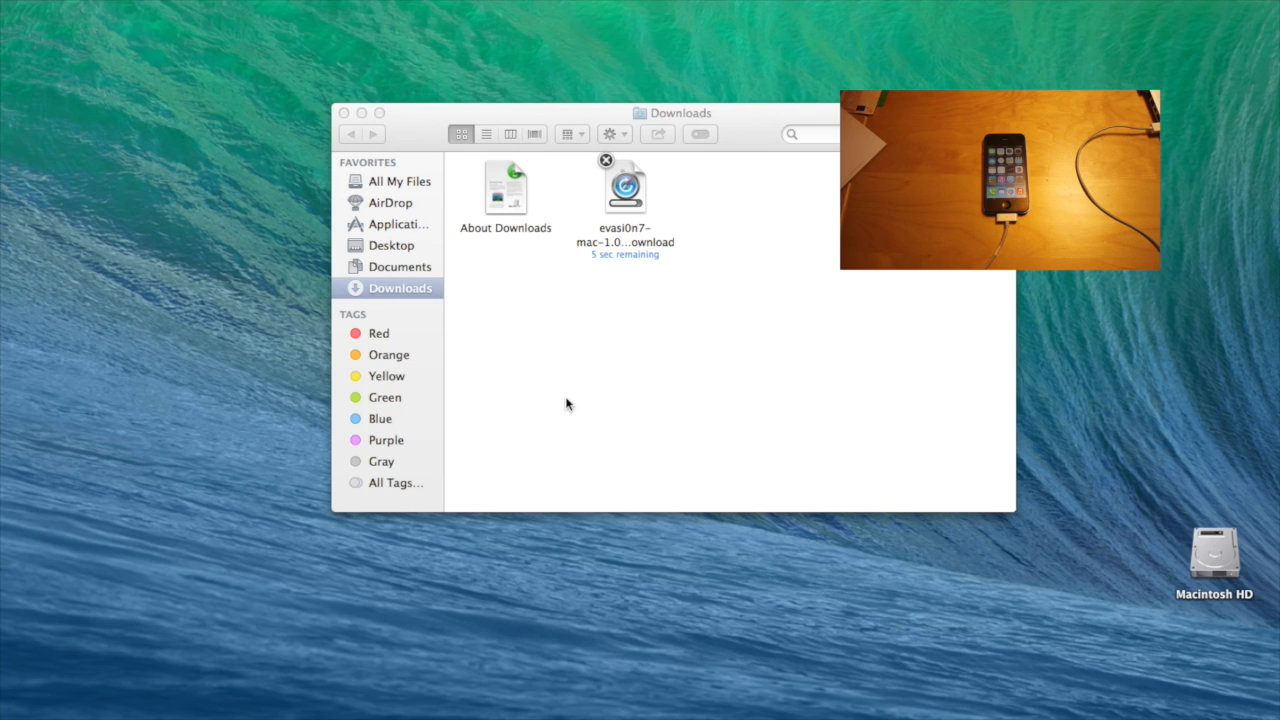 Downloads
FAVORITES
All My Files
AirDrop
Applicati...
Desktop
Documents
Downloads
TAGS
Red
Orange
Yellow
Green
Blue
Purple
Gray
All Tags...
About Downloads
evasi0n7-
mac-1.0...ownload
5 sec remaining
Macintosh HD